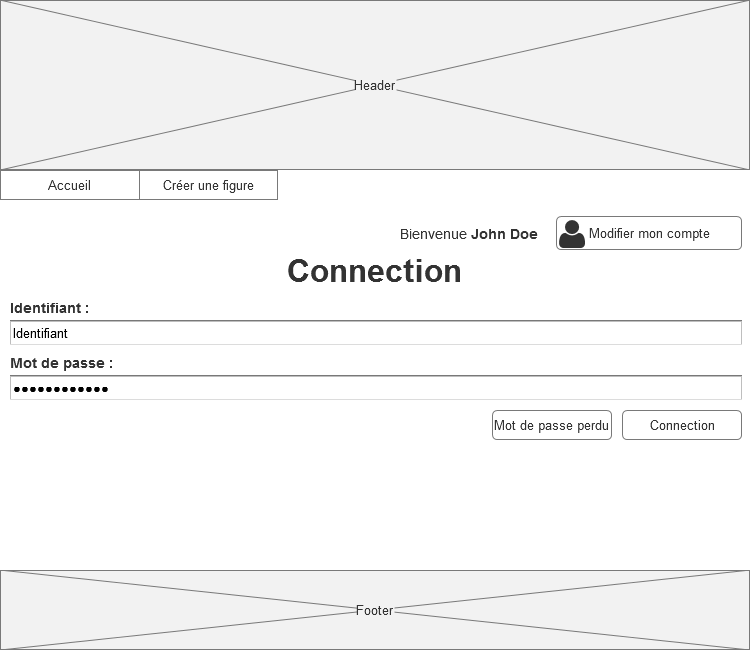 Header
Accueil
Créer une figure
Bienvenue John Doe
Modifier mon compte
Connection
Identifiant :
Identifiant
Mot de passe :
●●●●●●●●●●●●
Mot de passe perdu
Connection
Footer